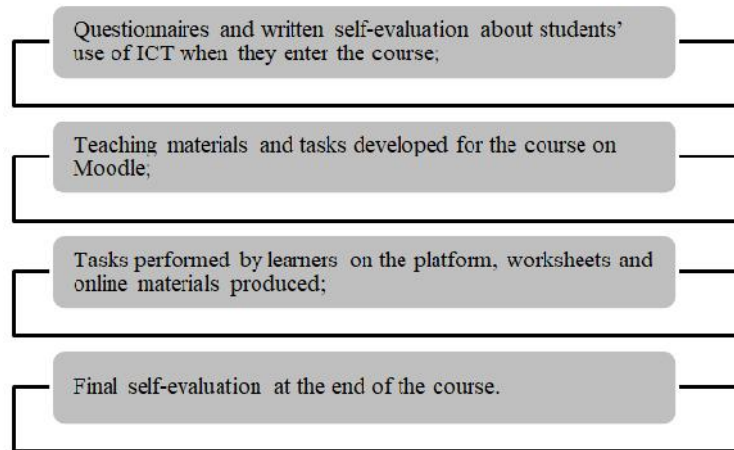 Questionnaires and written self-evaluation about students'
use of ICT when they enter the course;
Teaching materials and tasks developed for the course on
Moodle;
Tasks performed by learners on the platform, worksheets and
online materials produced;
Final self-evaluation at the end of the course.